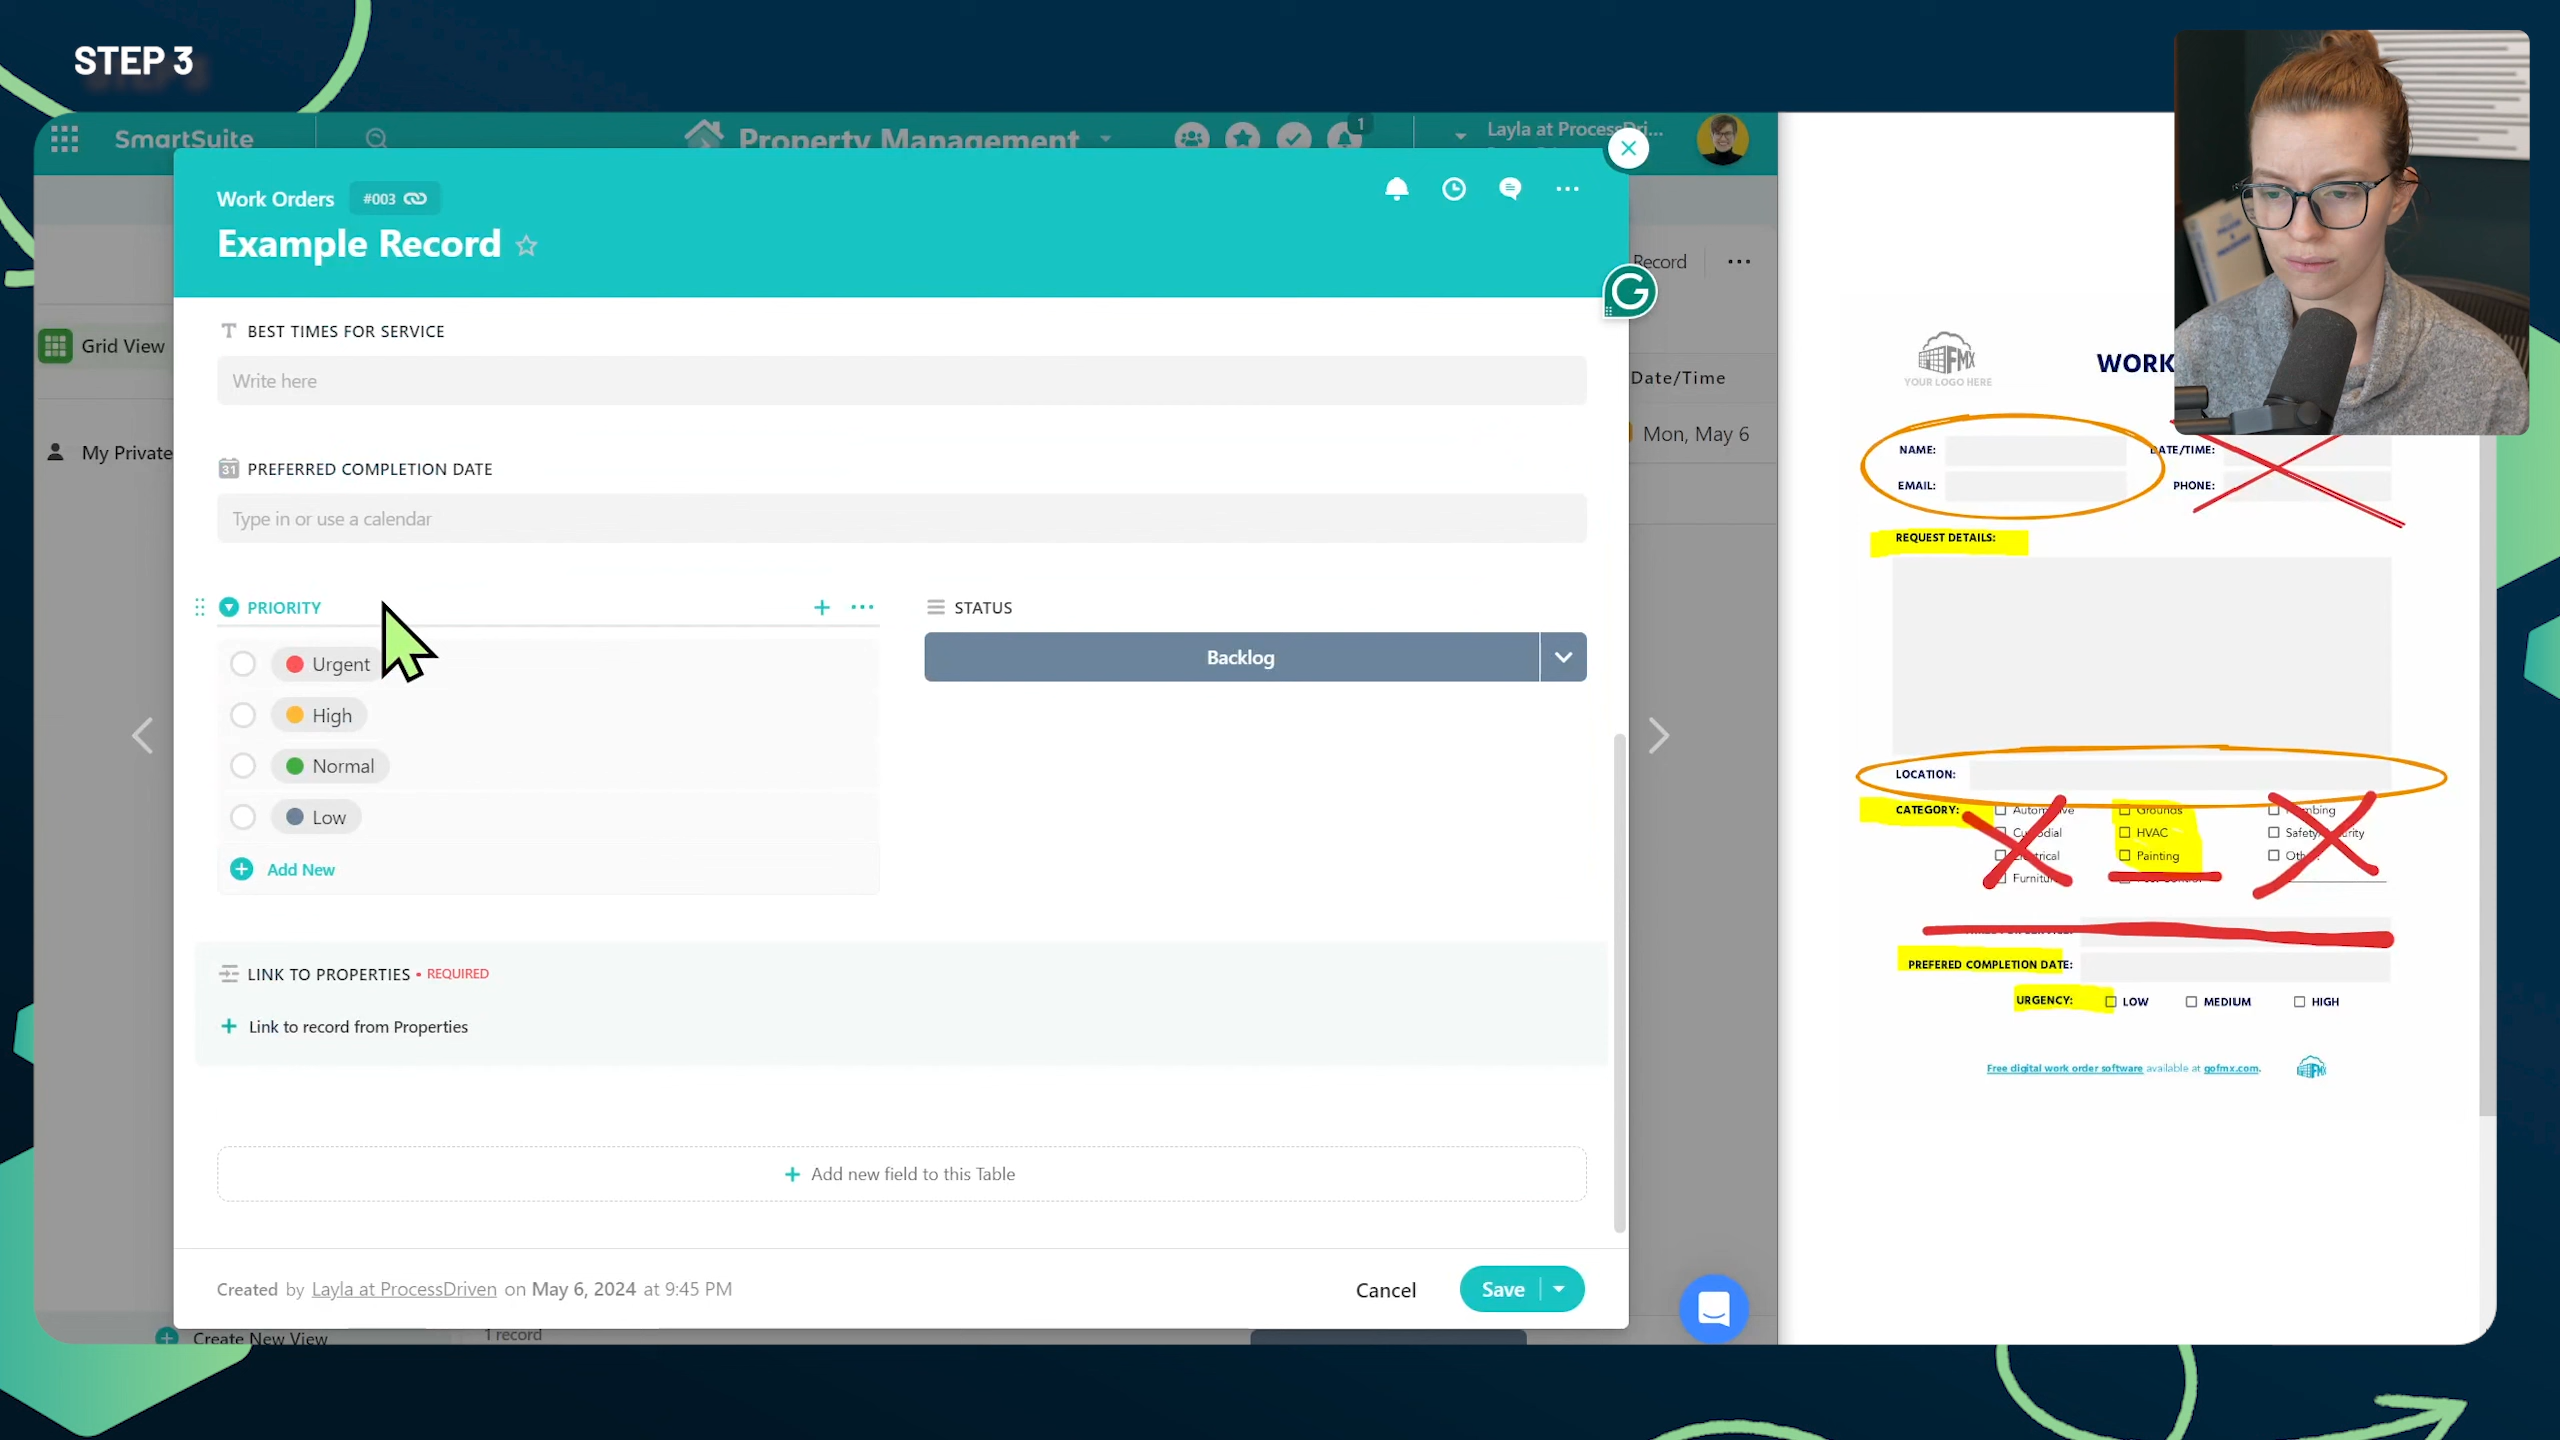 STEP 3
SmartSuite
Property Management
1
Layla at ProcessDri...
Work Orders
#003
Example Record
Record
Grid View
My Private
Date/Time
Mon, May 6
BEST TIMES FOR SERVICE
Write here
31
PREFERRED COMPLETION DATE
Type in or use a calendar
PRIORITY
Urgent
High
Normal
Low
Add New
STATUS
Backlog
LINK TO PROPERTIES • REQUIRED
Link to record from Properties
Add new field to this Table
Created by Layla at ProcessDriven on May 6, 2024 at 9:45 PM
Cancel
Save
Create New View
1 record
FMX
YOUR LOGO HERE
WORK
NAME:
DATE/TIME:
EMAIL:
PHONE:
REQUEST DETAILS:
LOCATION:
CATEGORY:
Grounds
HVAC
Painting
PREFERED COMPLETION DATE:
URGENCY:
LOW
MEDIUM
HIGH
Free digital work order software available at gofmx.com.